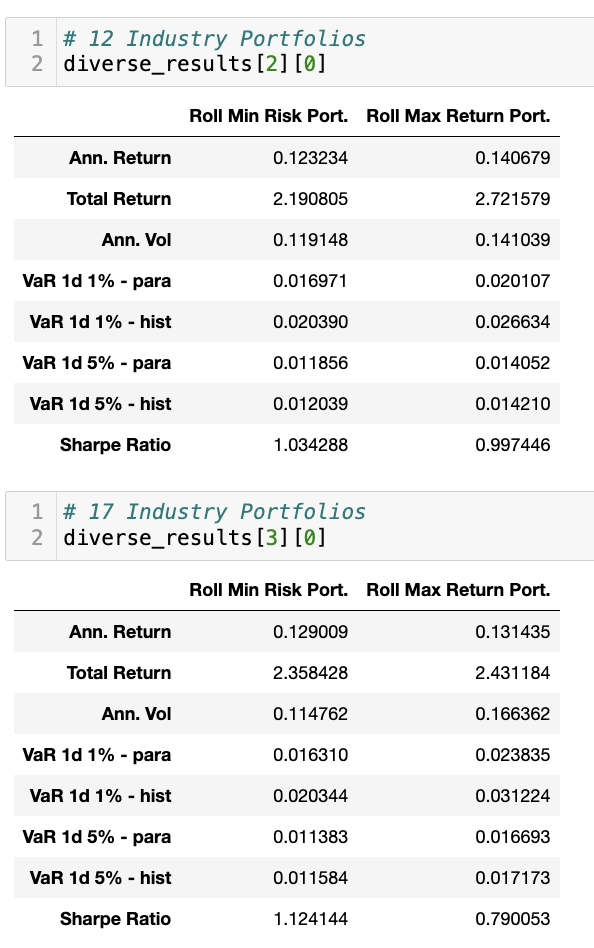 1 # 12 Industry Portfolios
2 diverse_results[2][0]
Roll Min Risk Port. Roll Max Return Port.
Ann. Return 0.123234 0.140679
Total Return 2.190805 2.721579
Ann. Vol 0.119148 0.141039
VaR 1d 1% - para 0.016971 0.020107
VaR 1d 1% - hist 0.020390 0.026634
VaR 1d 5% - para 0.011856 0.014052
VaR 1d 5% - hist 0.012039 0.014210
Sharpe Ratio 1.034288 0.997446
1 # 17 Industry Portfolios
2 diverse_results[3][0]
Roll Min Risk Port. Roll Max Return Port.
Ann. Return 0.129009 0.131435
Total Return 2.358428 2.431184
Ann. Vol 0.114762 0.166362
VaR 1d 1% - para 0.016310 0.023835
VaR 1d 1% - hist 0.020344 0.031224
VaR 1d 5% - para 0.011383 0.016693
VaR 1d 5% - hist 0.011584 0.017173
Sharpe Ratio 1.124144 0.790053